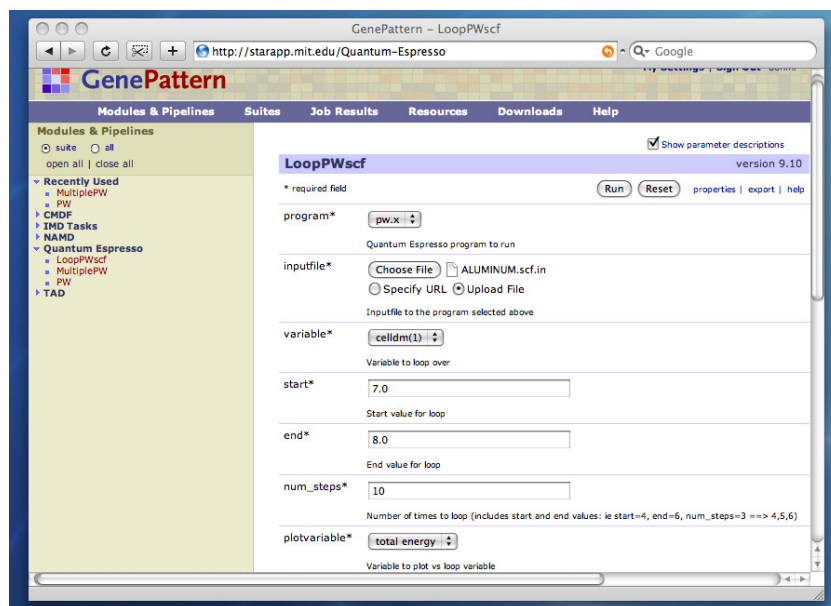 GenePattern – LoopPWscf
http://starapp.mit.edu/Quantum-Espresso
Google
GenePattern
Modules & Pipelines Suites Job Results Resources Downloads Help
Modules & Pipelines
suite all
open all | close all
Recently Used
MultiplePW
PW
CMDF
IMD Tasks
NAMD
Quantum Espresso
LoopPWscf
MultiplePW
PW
TAD
Show parameter descriptions
LoopPWscf version 9.10
* required field Run Reset properties | export | help
program* pw.x
Quantum Espresso program to run
inputfile* Choose File ALUMINUM.scf.in
Specify URL Upload File
Inputfile to the program selected above
variable* celldm(1)
Variable to loop over
start* 7.0
Start value for loop
end* 8.0
End value for loop
num_steps* 10
Number of times to loop (includes start and end values: ie start=4, end=6, num_steps=3 ==> 4,5,6)
plotvariable* total energy
Variable to plot vs loop variable